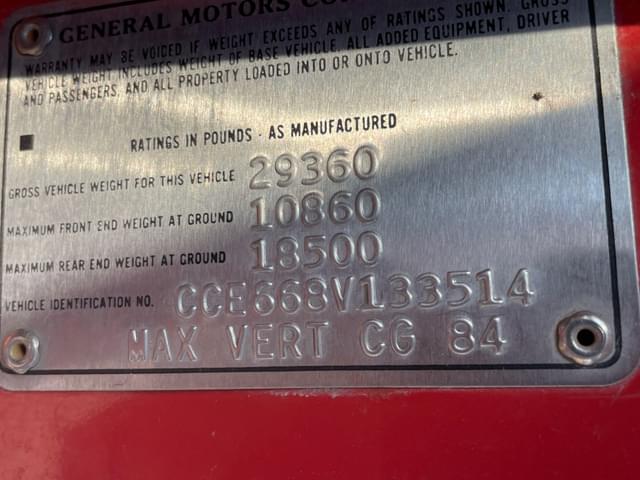 GENERAL MOTORS CO
WARRANTY MAY BE VOIDED IF WEIGHT EXCEEDS ANY OF RATINGS SHOWN. GROSS
VEHICLE WEIGHT INCLUDES WEIGHT OF BASE VEHICLE, ALL ADDED EQUIPMENT, DRIVER
AND PASSENGERS, AND ALL PROPERTY LOADED INTO OR ONTO VEHICLE.
RATINGS IN POUNDS - AS MANUFACTURED
GROSS VEHICLE WEIGHT FOR THIS VEHICLE 29360
MAXIMUM FRONT END WEIGHT AT GROUND 10860
MAXIMUM REAR END WEIGHT AT GROUND 18500
VEHICLE IDENTIFICATION NO. CCE668V133514
MAX VERT CG 84